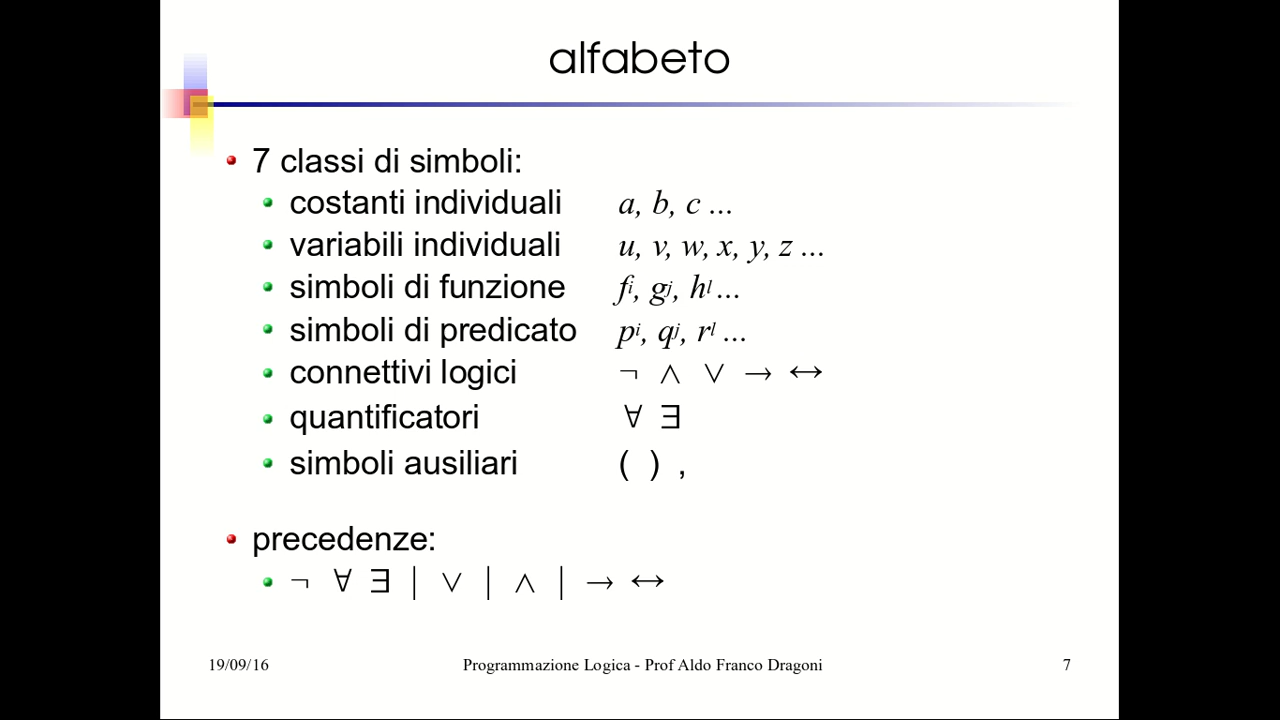 alfabeto
• 7 classi di simboli:
• costanti individuali a, b, c ...
• variabili individuali u, v, w, x, y, z ...
• simboli di funzione fⁱ, gʲ, hˡ ...
• simboli di predicato pⁱ, qʲ, rˡ ...
• connettivi logici ¬ ∧ ∨ → ↔
• quantificatori ∀ ∃
• simboli ausiliari ( ) ,
• precedenze:
• ¬ ∀ ∃ | ∨ | ∧ | → ↔
19/09/16 Programmazione Logica - Prof Aldo Franco Dragoni 7